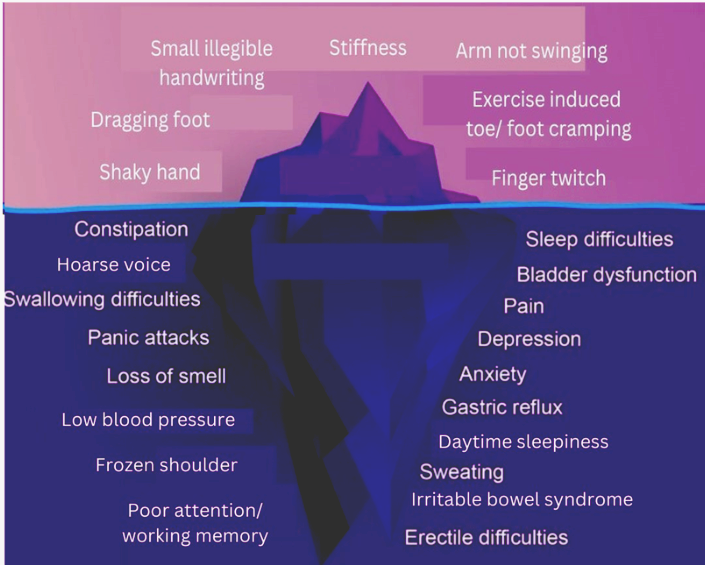 Small illegible
handwriting
Stiffness
Arm not swinging
Dragging foot
Exercise induced
toe/ foot cramping
Shaky hand
Finger twitch
Constipation
Sleep difficulties
Hoarse voice
Bladder dysfunction
Swallowing difficulties
Pain
Panic attacks
Depression
Loss of smell
Anxiety
Gastric reflux
Low blood pressure
Daytime sleepiness
Frozen shoulder
Sweating
Irritable bowel syndrome
Poor attention/
working memory
Erectile difficulties